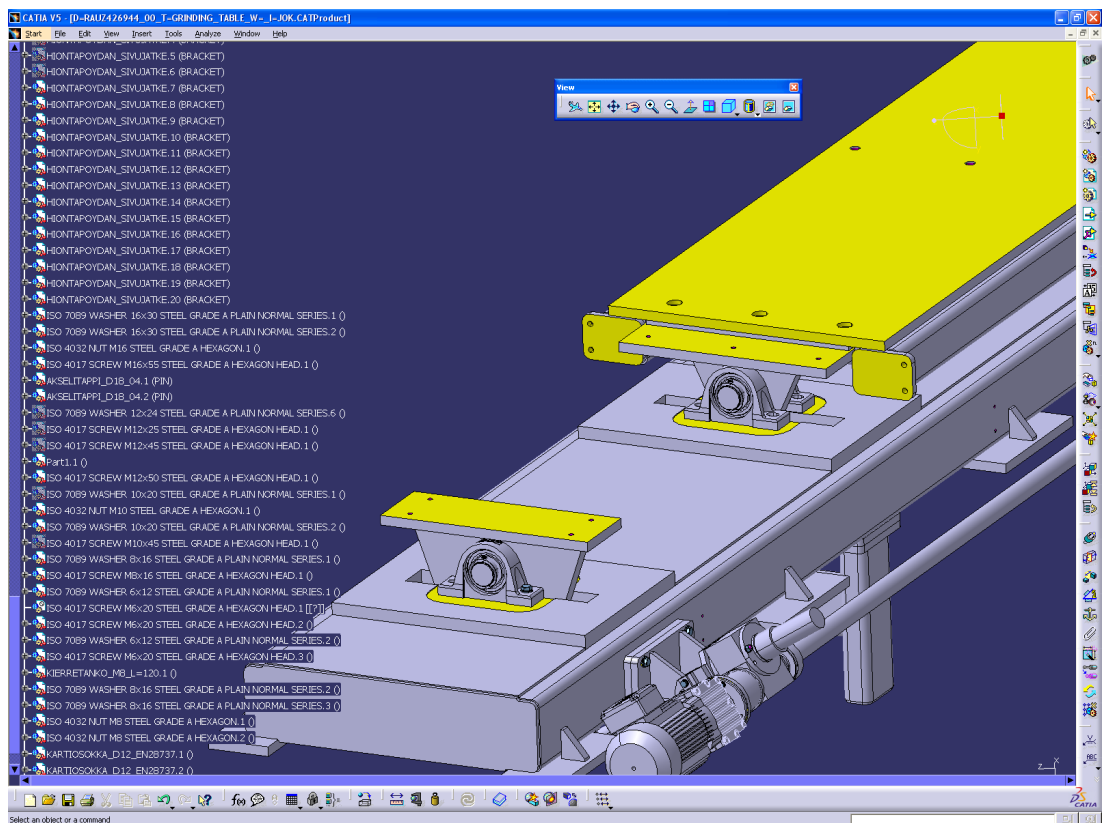 CATIA V5 - [D=RAUZ426944_00_T=GRINDING_TABLE_W=_I=JOK.CATProduct]
Start File Edit View Insert Tools Analyze Window Help
HIONTAPOYDAN_SIVUJATKE.5 (BRACKET)
HIONTAPOYDAN_SIVUJATKE.6 (BRACKET)
HIONTAPOYDAN_SIVUJATKE.7 (BRACKET)
HIONTAPOYDAN_SIVUJATKE.8 (BRACKET)
HIONTAPOYDAN_SIVUJATKE.9 (BRACKET)
HIONTAPOYDAN_SIVUJATKE.10 (BRACKET)
HIONTAPOYDAN_SIVUJATKE.11 (BRACKET)
HIONTAPOYDAN_SIVUJATKE.12 (BRACKET)
HIONTAPOYDAN_SIVUJATKE.13 (BRACKET)
HIONTAPOYDAN_SIVUJATKE.14 (BRACKET)
HIONTAPOYDAN_SIVUJATKE.15 (BRACKET)
HIONTAPOYDAN_SIVUJATKE.16 (BRACKET)
HIONTAPOYDAN_SIVUJATKE.17 (BRACKET)
HIONTAPOYDAN_SIVUJATKE.18 (BRACKET)
HIONTAPOYDAN_SIVUJATKE.19 (BRACKET)
HIONTAPOYDAN_SIVUJATKE.20 (BRACKET)
ISO 7089 WASHER 16x30 STEEL GRADE A PLAIN NORMAL SERIES.1 ()
ISO 7089 WASHER 16x30 STEEL GRADE A PLAIN NORMAL SERIES.2 ()
ISO 4032 NUT M16 STEEL GRADE A HEXAGON.1 ()
ISO 4017 SCREW M16x55 STEEL GRADE A HEXAGON HEAD.1 ()
AKSELITAPPI_D18_04.1 (PIN)
AKSELITAPPI_D18_04.2 (PIN)
ISO 7089 WASHER 12x24 STEEL GRADE A PLAIN NORMAL SERIES.6 ()
ISO 4017 SCREW M12x25 STEEL GRADE A HEXAGON HEAD.1 ()
ISO 4017 SCREW M12x45 STEEL GRADE A HEXAGON HEAD.1 ()
Part1.1 ()
ISO 4017 SCREW M12x50 STEEL GRADE A HEXAGON HEAD.1 ()
ISO 7089 WASHER 10x20 STEEL GRADE A PLAIN NORMAL SERIES.1 ()
ISO 4032 NUT M10 STEEL GRADE A HEXAGON.1 ()
ISO 7089 WASHER 10x20 STEEL GRADE A PLAIN NORMAL SERIES.2 ()
ISO 4017 SCREW M10x45 STEEL GRADE A HEXAGON HEAD.1 ()
ISO 7089 WASHER 8x16 STEEL GRADE A PLAIN NORMAL SERIES.1 ()
ISO 4017 SCREW M8x16 STEEL GRADE A HEXAGON HEAD.1 ()
ISO 7089 WASHER 6x12 STEEL GRADE A PLAIN NORMAL SERIES.1 ()
ISO 4017 SCREW M6x20 STEEL GRADE A HEXAGON HEAD.1 [[?]]
ISO 4017 SCREW M6x20 STEEL GRADE A HEXAGON HEAD.2 ()
ISO 7089 WASHER 6x12 STEEL GRADE A PLAIN NORMAL SERIES.2 ()
ISO 4017 SCREW M6x20 STEEL GRADE A HEXAGON HEAD.3 ()
KIERRETANKO_M8_L=120.1 ()
ISO 7089 WASHER 8x16 STEEL GRADE A PLAIN NORMAL SERIES.2 ()
ISO 7089 WASHER 8x16 STEEL GRADE A PLAIN NORMAL SERIES.3 ()
ISO 4032 NUT M8 STEEL GRADE A HEXAGON.1 ()
ISO 4032 NUT M8 STEEL GRADE A HEXAGON.2 ()
KARTIOSOKKA_D12_EN28737.1 ()
KARTIOSOKKA_D12_EN28737.2 ()
View
z x
ABC
f(x)
CATIA
Select an object or a command